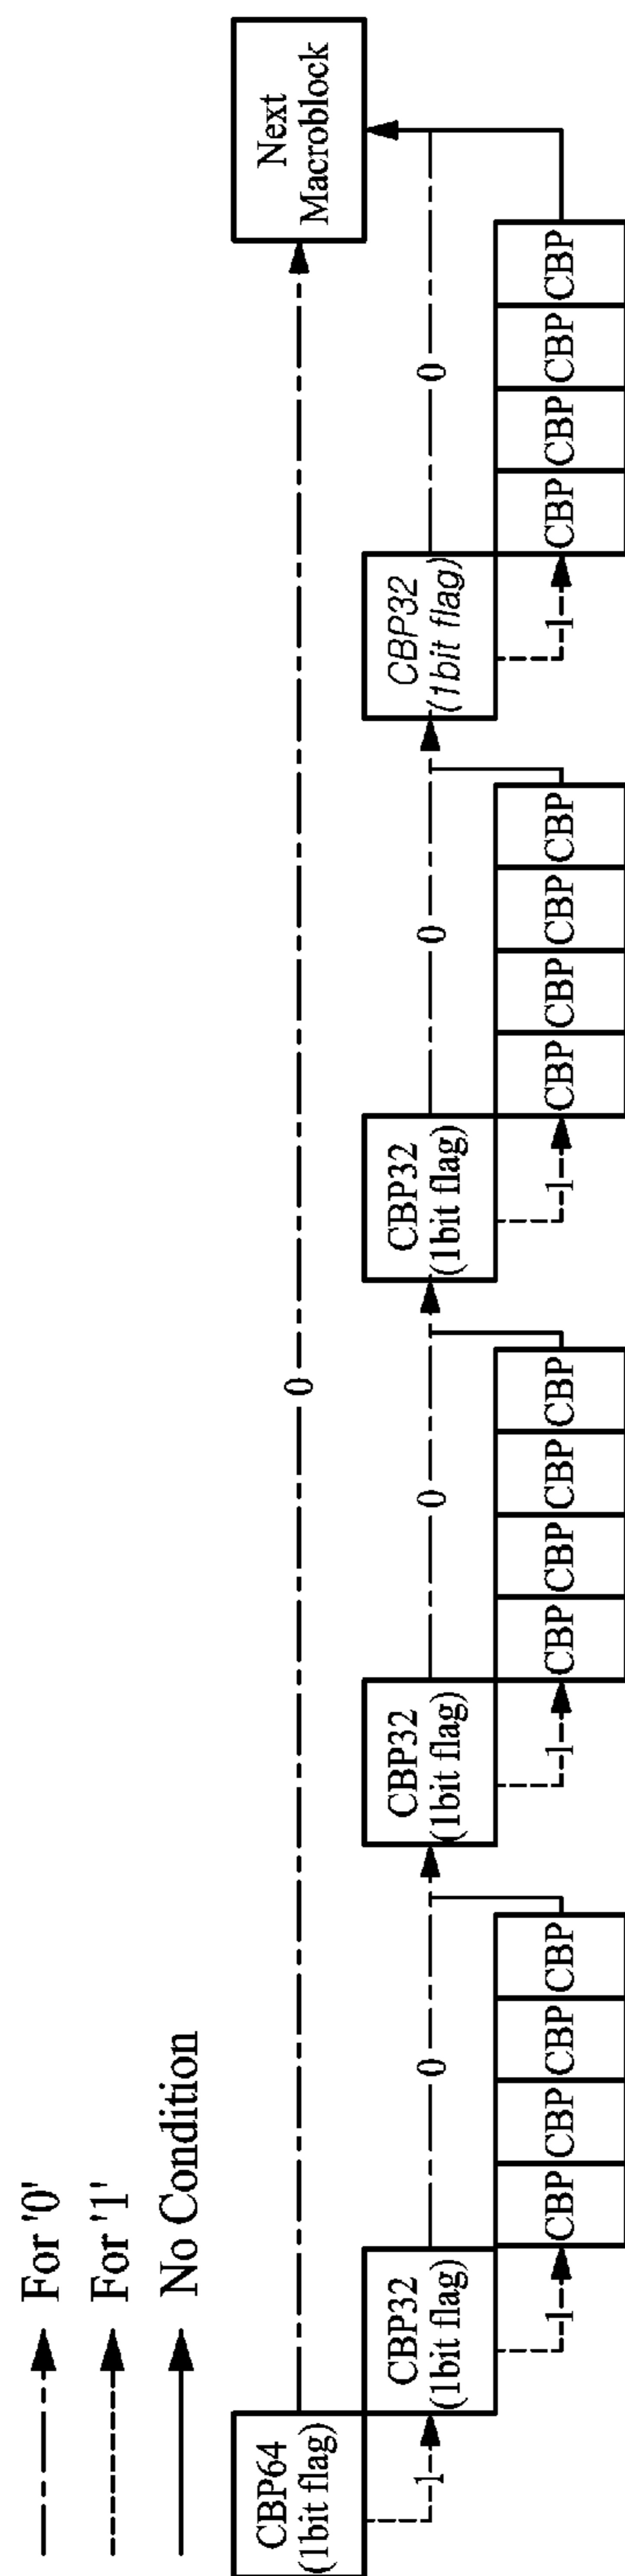 For '0'
For '1'
No Condition
CBP64
(1bit flag)
0
Next
Macroblock
1
CBP32
(1bit flag)
0
CBP32
(1bit flag)
0
CBP32
(1bit flag)
0
CBP32
(1bit flag)
0
1
CBP
CBP
CBP
CBP
1
CBP
CBP
CBP
CBP
1
CBP
CBP
CBP
CBP
1
CBP
CBP
CBP
CBP